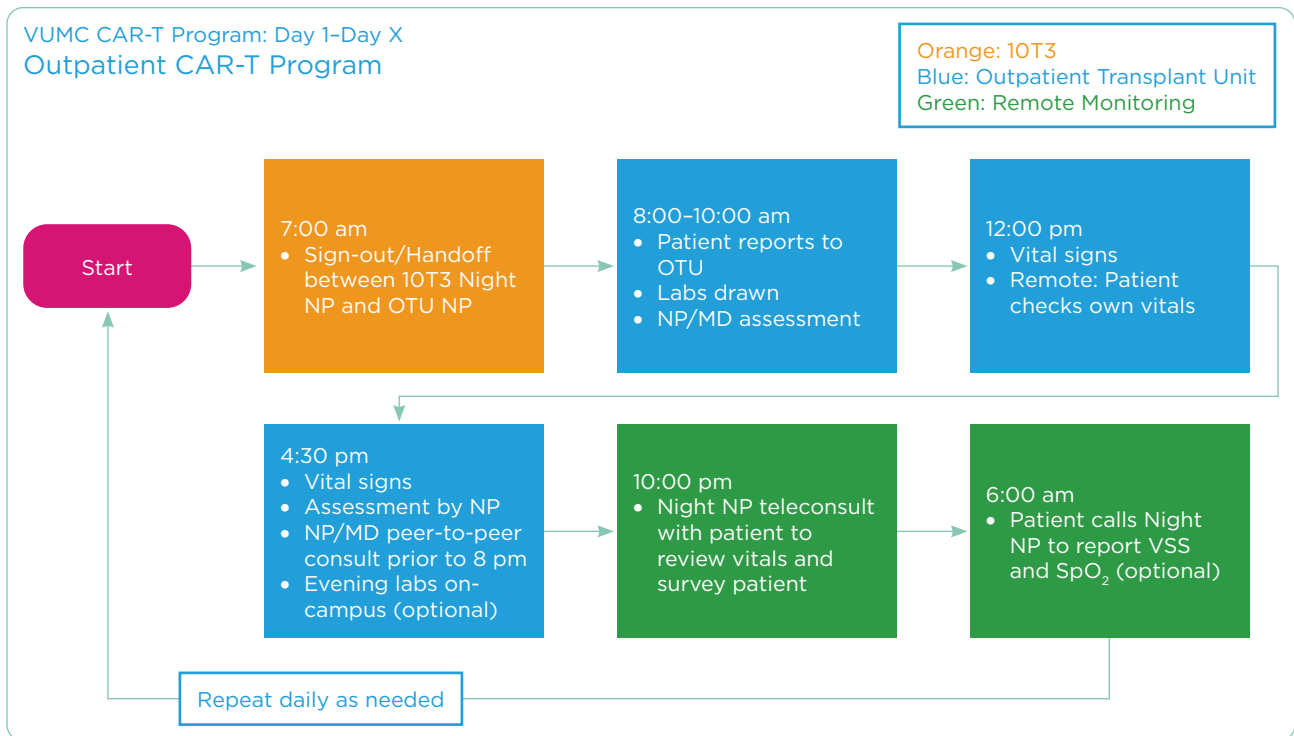 VUMC CAR-T Program: Day 1–Day X
Outpatient CAR-T Program
Orange: 10T3
Blue: Outpatient Transplant Unit
Green: Remote Monitoring
Start
7:00 am
• Sign-out/Handoff
between 10T3 Night
NP and OTU NP
8:00–10:00 am
• Patient reports to
OTU
• Labs drawn
• NP/MD assessment
12:00 pm
• Vital signs
• Remote: Patient
checks own vitals
4:30 pm
• Vital signs
• Assessment by NP
• NP/MD peer-to-peer
consult prior to 8 pm
• Evening labs on-
campus (optional)
10:00 pm
• Night NP teleconsult
with patient to
review vitals and
survey patient
6:00 am
• Patient calls Night
NP to report VSS
and SpO₂ (optional)
Repeat daily as needed